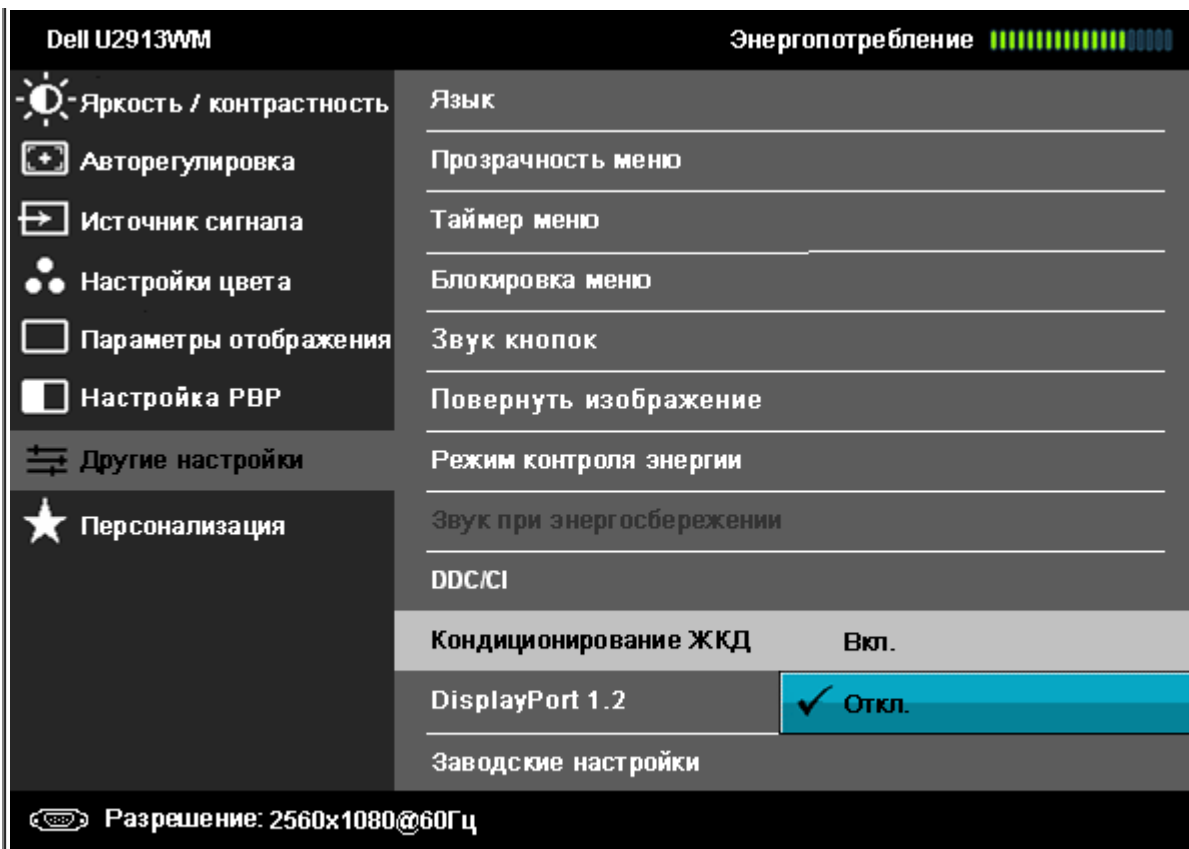 Dell U2913WM
Энергопотребление
Яркость / контрастность
Авторегулировка
Источник сигнала
Настройки цвета
Параметры отображения
Настройка PBP
Другие настройки
Персонализация
Язык
Прозрачность меню
Таймер меню
Блокировка меню
Звук кнопок
Повернуть изображение
Режим контроля энергии
Звук при энергосбережении
DDC/CI
Кондиционирование ЖКД Вкл.
DisplayPort 1.2 Откл.
Заводские настройки
Разрешение: 2560x1080@60Гц